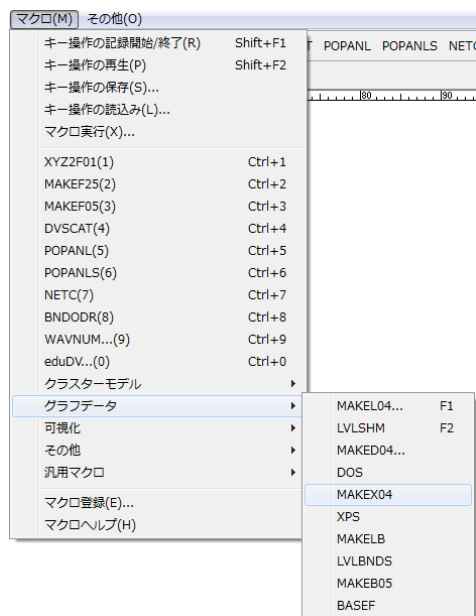 マクロ(M) その他(O)
キー操作の記録開始/終了(R) Shift+F1
キー操作の再生(P) Shift+F2
キー操作の保存(S)...
キー操作の読込み(L)...
マクロ実行(X)...
T POPANL POPANLS NETC
80 90
XYZ2F01(1) Ctrl+1
MAKEF25(2) Ctrl+2
MAKEF05(3) Ctrl+3
DVSCAT(4) Ctrl+4
POPANL(5) Ctrl+5
POPANLS(6) Ctrl+6
NETC(7) Ctrl+7
BNDODR(8) Ctrl+8
WAVNUM...(9) Ctrl+9
eduDV...(0) Ctrl+0
クラスターモデル
グラフデータ
可視化
その他
汎用マクロ
マクロ登録(E)...
マクロヘルプ(H)
MAKEL04... F1
LVLSHM F2
MAKED04...
DOS
MAKEX04
XPS
MAKELB
LVLBNDS
MAKEB05
BASEF